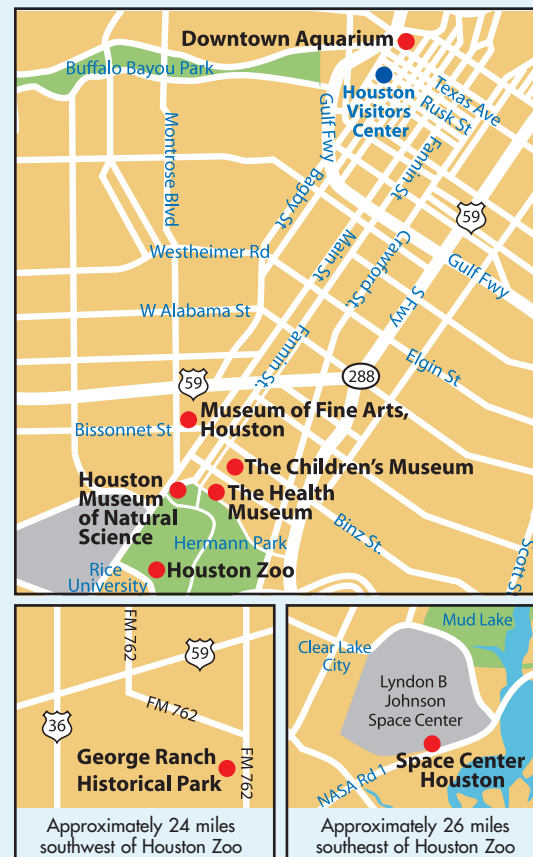 Downtown Aquarium
Buffalo Bayou Park
Houston
Visitors
Center
Texas Ave
Rusk St
Gulf Fwy
Montrose Blvd
Bagby St
Fannin St
59
Main St
Crawford St.
Westheimer Rd
Gulf Fwy
S Fwy
W Alabama St
Fannin St.
Elgin St
288
59
Museum of Fine Arts,
Houston
Bissonnet St
The Children's Museum
Houston
Museum
of Natural
Science
The Health
Museum
Binz St.
Hermann Park
Scott St
Rice
University
Houston Zoo
FM 762
59
36
FM 762
FM 762
George Ranch
Historical Park
Approximately 24 miles
southwest of Houston Zoo
Mud Lake
Clear Lake
City
Lyndon B
Johnson
Space Center
Space Center
Houston
NASA Rd 1
Approximately 26 miles
southeast of Houston Zoo